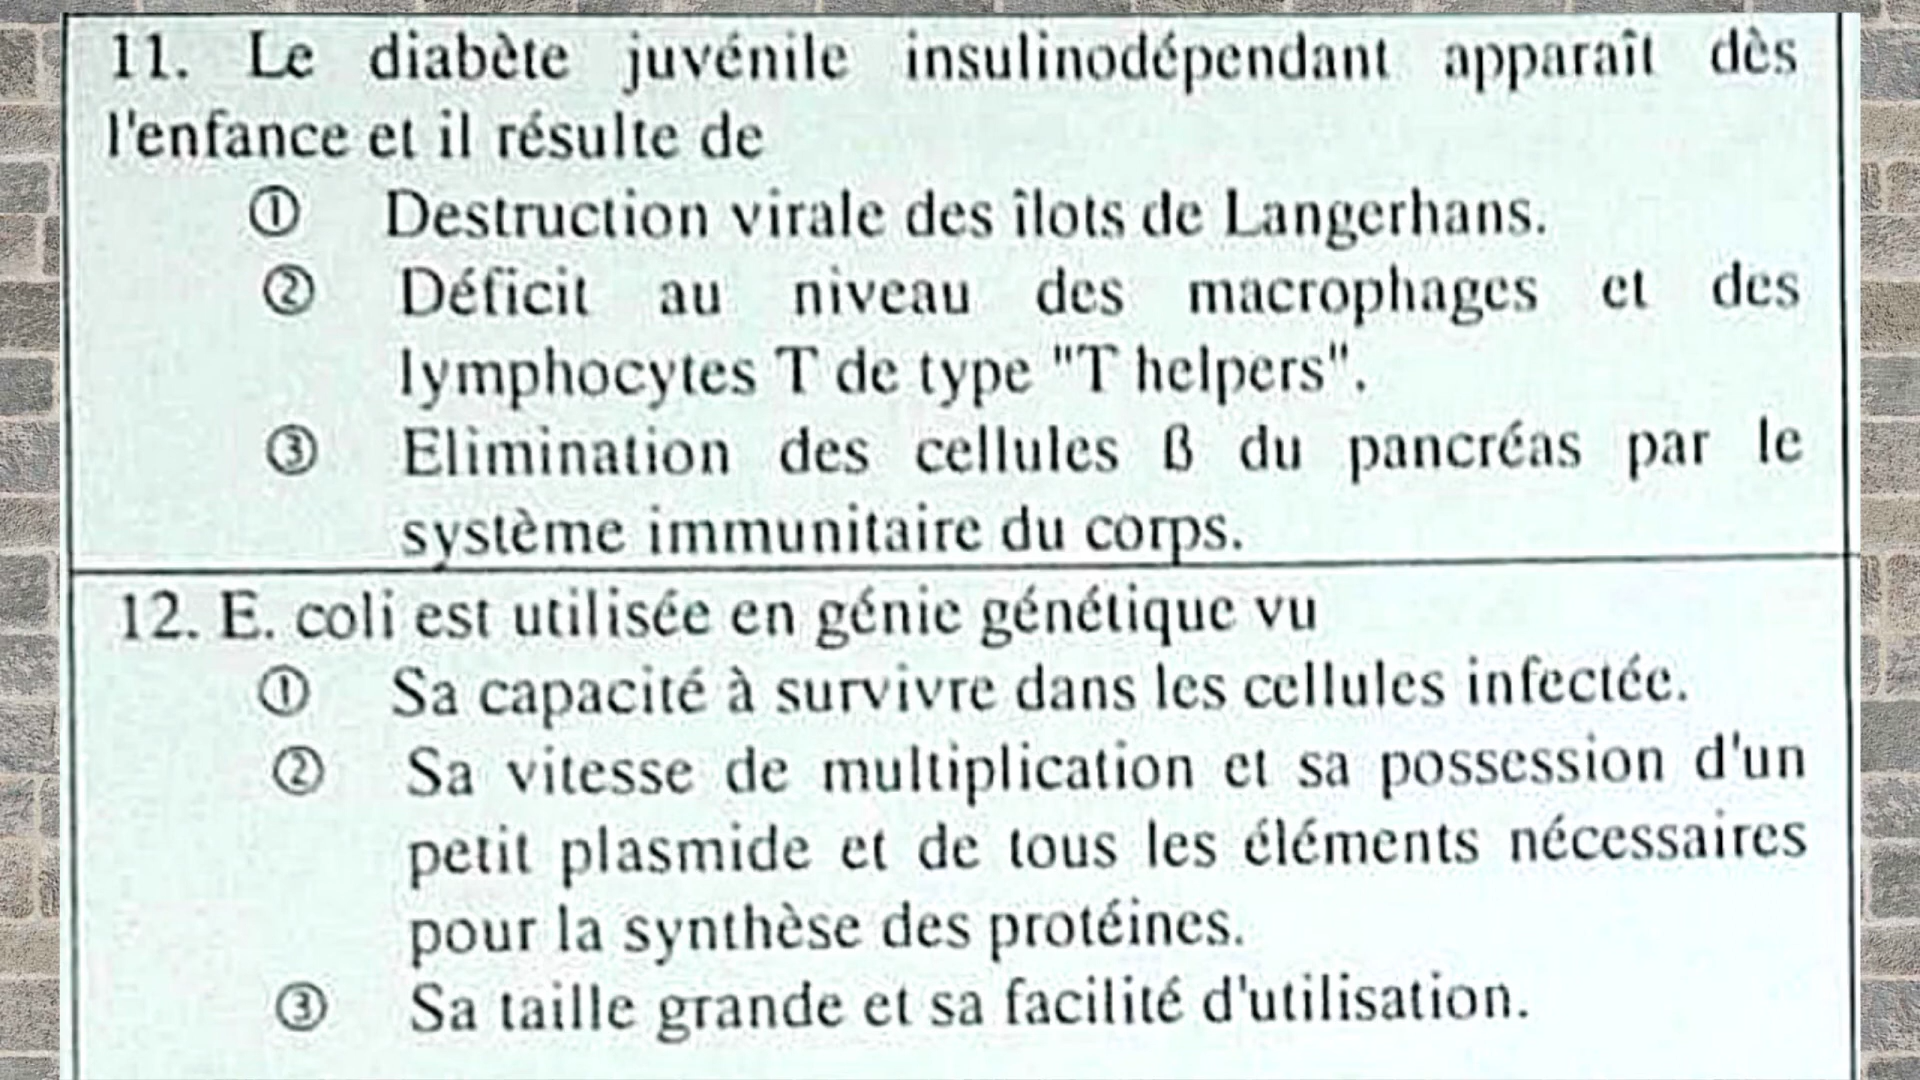 11. Le diabète juvénile insulinodépendant apparaît dès
l'enfance et il résulte de
① Destruction virale des îlots de Langerhans.
② Déficit au niveau des macrophages et des
lymphocytes T de type "T helpers".
③ Elimination des cellules ß du pancréas par le
système immunitaire du corps.
12. E. coli est utilisée en génie génétique vu
① Sa capacité à survivre dans les cellules infectée.
② Sa vitesse de multiplication et sa possession d'un
petit plasmide et de tous les éléments nécessaires
pour la synthèse des protéines.
③ Sa taille grande et sa facilité d'utilisation.